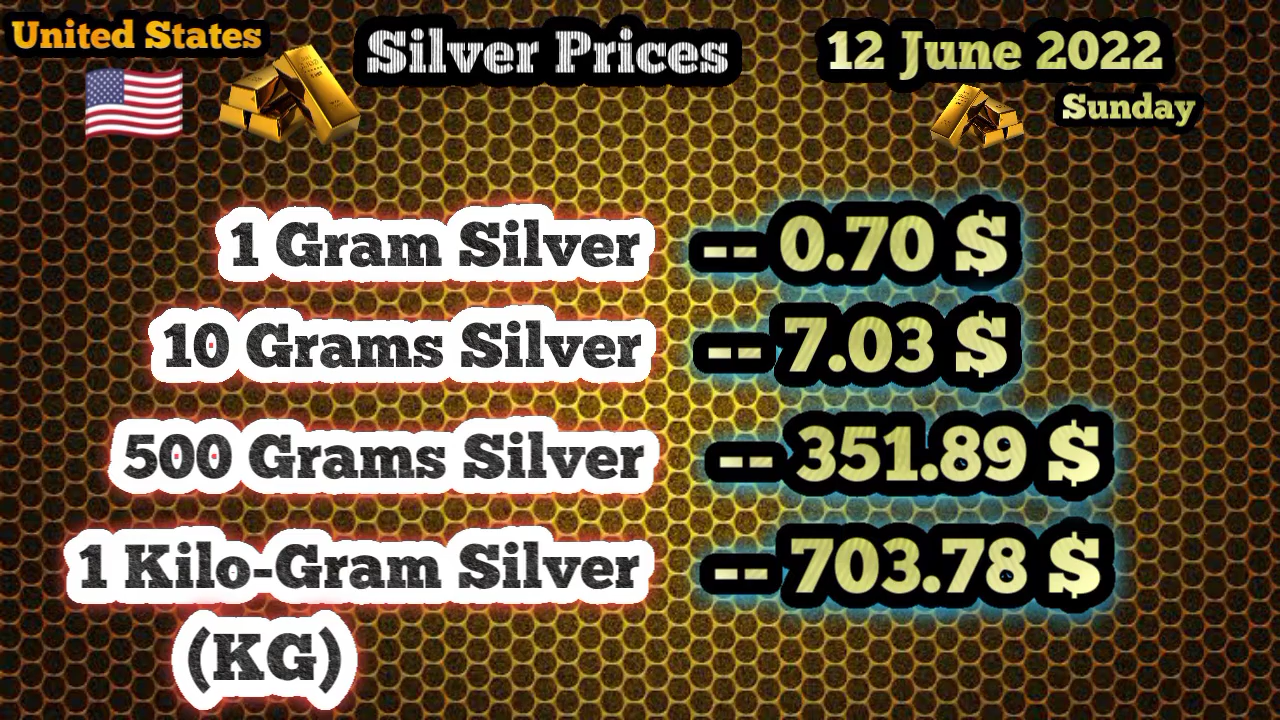 United States
Silver Prices
12 June 2022
Sunday
1 Gram Silver -- 0.70 $
10 Grams Silver -- 7.03 $
500 Grams Silver -- 351.89 $
1 Kilo-Gram Silver -- 703.78 $
(KG)